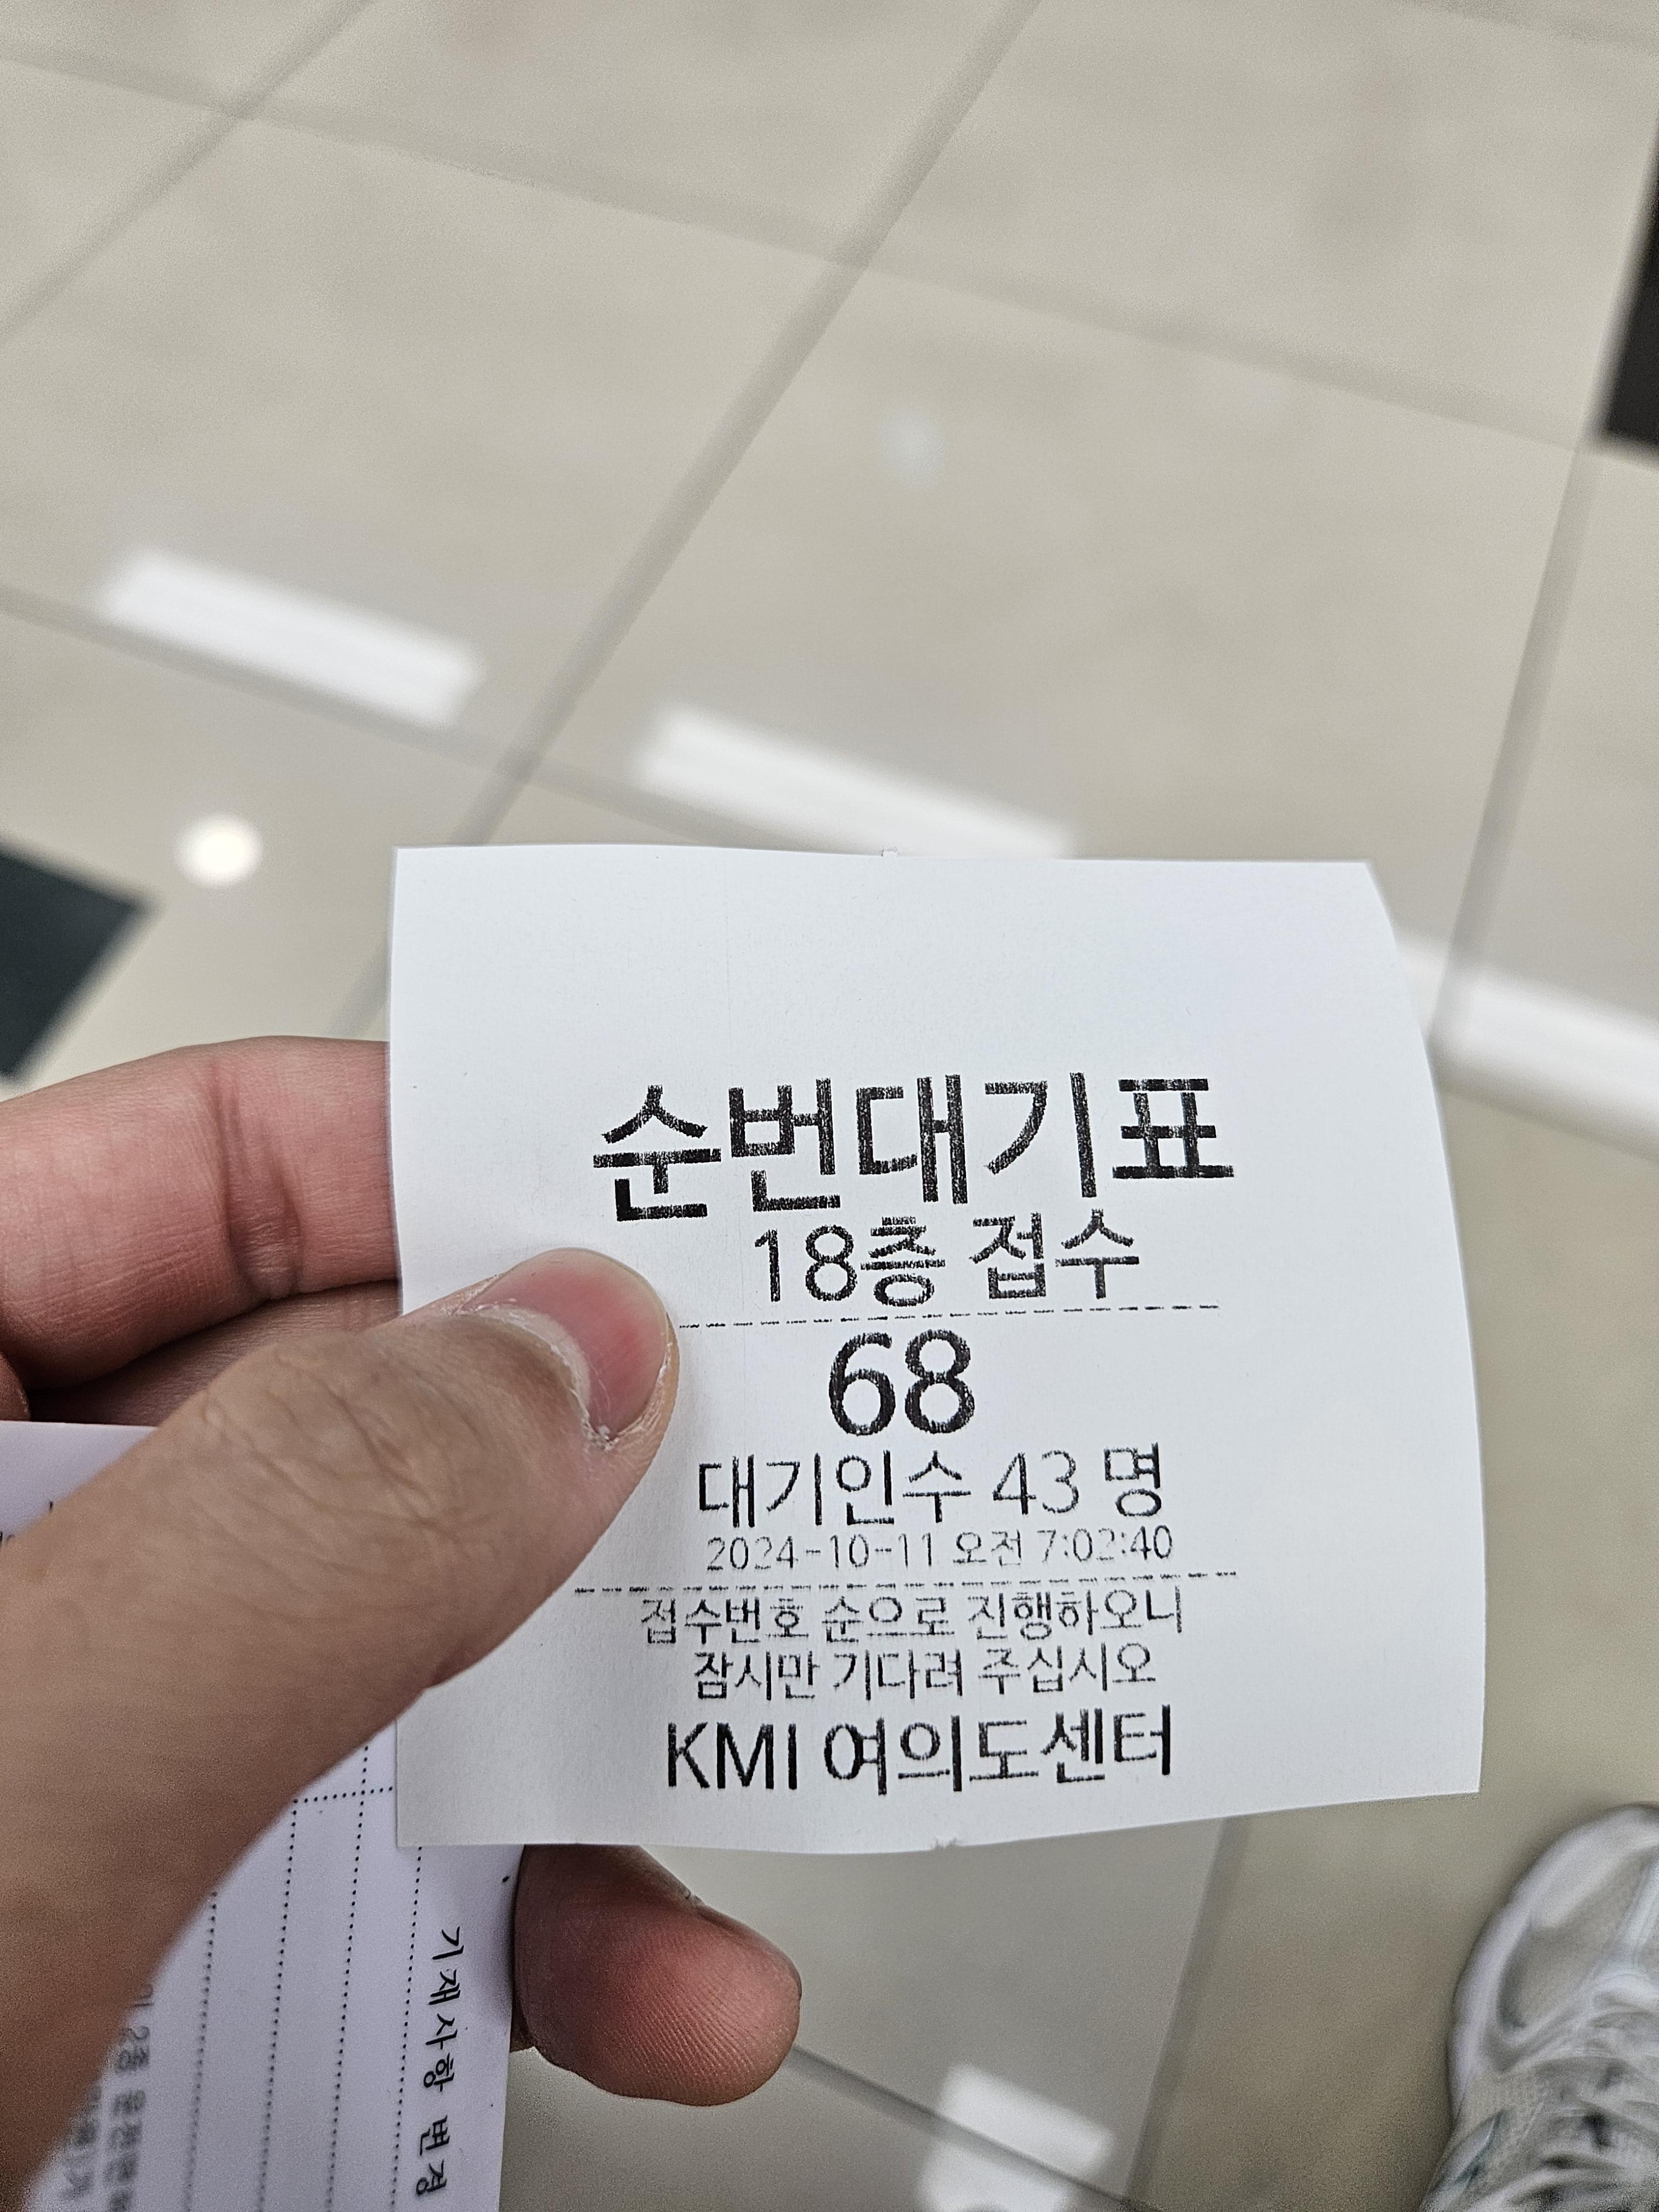 순번대기표
18층 접수
68
대기인수 43 명
2024-10-11 오전 7:02:40
접수번호 순으로 진행하오니
잠시만 기다려 주십시오
KMI 여의도센터
기재사항 변경